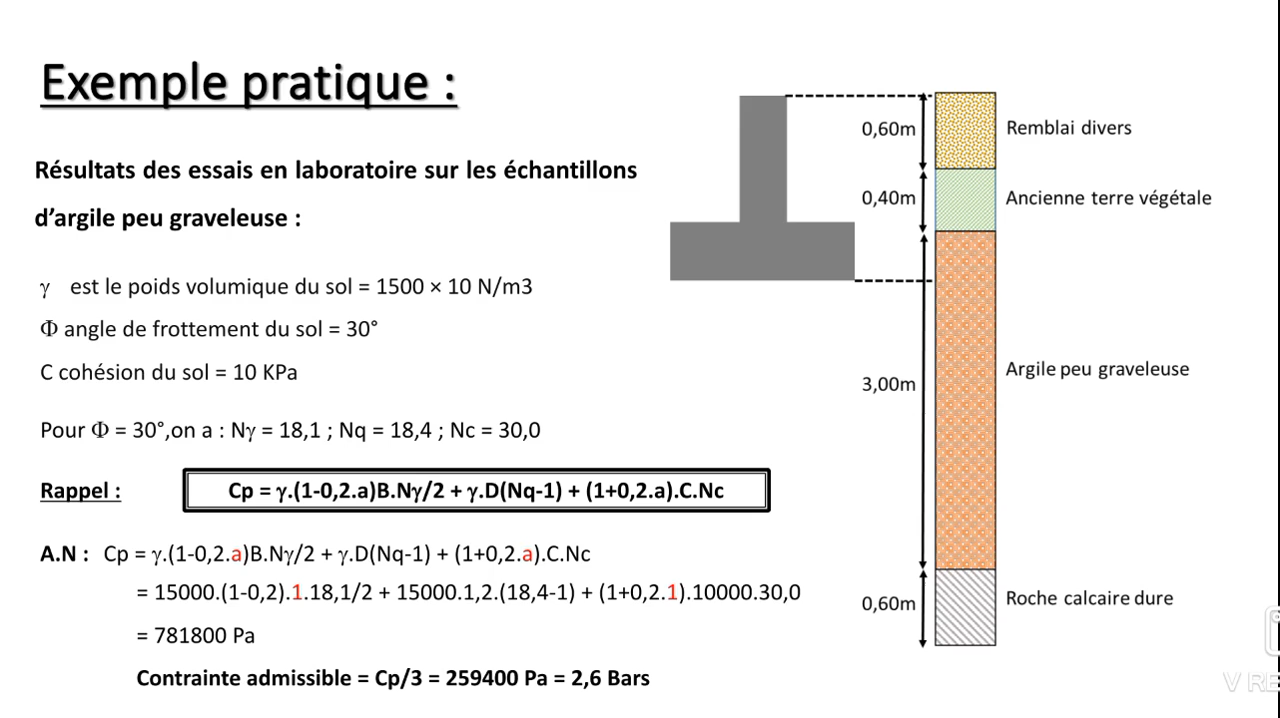 Exemple pratique :
Résultats des essais en laboratoire sur les échantillons
d’argile peu graveleuse :
γ est le poids volumique du sol = 1500 × 10 N/m3
Φ angle de frottement du sol = 30°
C cohésion du sol = 10 KPa
Pour Φ = 30°,on a : Nγ = 18,1 ; Nq = 18,4 ; Nc = 30,0
Rappel : Cp = γ.(1-0,2.a)B.Nγ/2 + γ.D(Nq-1) + (1+0,2.a).C.Nc
A.N : Cp = γ.(1-0,2.a)B.Nγ/2 + γ.D(Nq-1) + (1+0,2.a).C.Nc
= 15000.(1-0,2).1.18,1/2 + 15000.1,2.(18,4-1) + (1+0,2.1).10000.30,0
= 781800 Pa
Contrainte admissible = Cp/3 = 259400 Pa = 2,6 Bars
0,60m Remblai divers
0,40m Ancienne terre végétale
3,00m Argile peu graveleuse
0,60m Roche calcaire dure
V RE